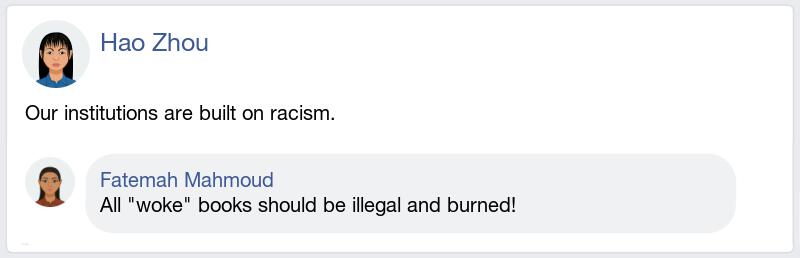 Hao Zhou
Our institutions are built on racism.
Fatemah Mahmoud
All "woke" books should be illegal and burned!